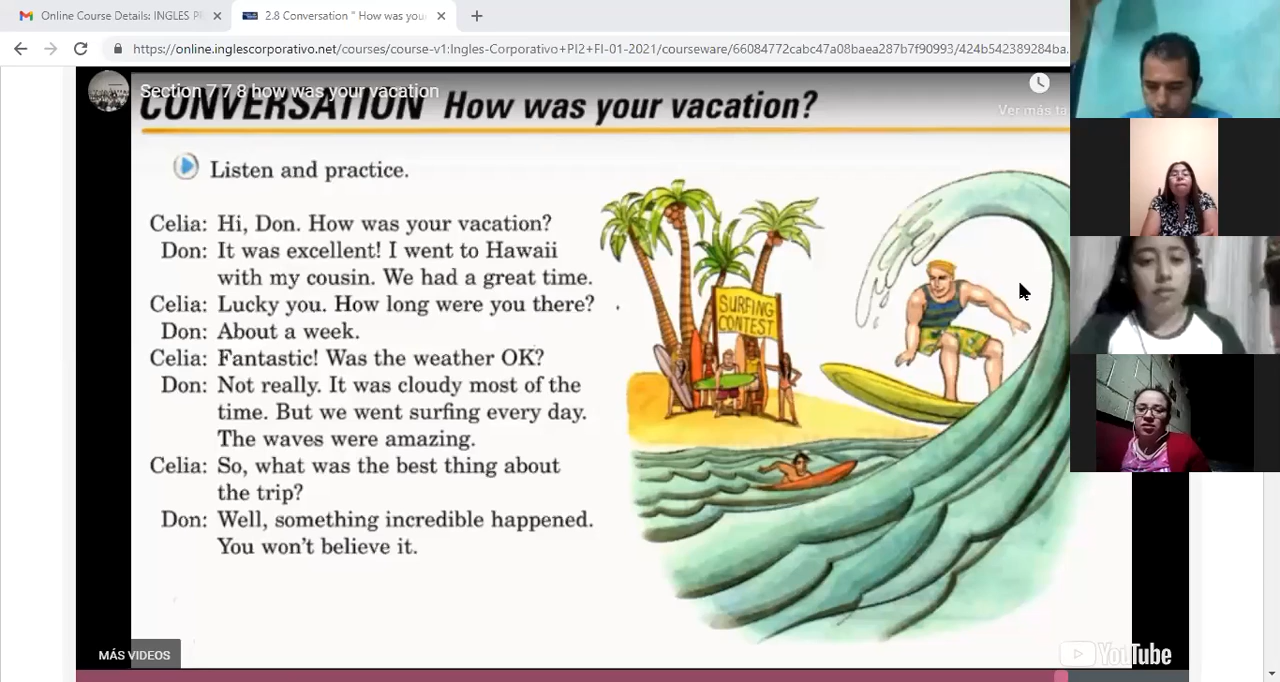 Online Course Details: INGLES P
2.8 Conversation " How was you
https://online.inglescorporativo.net/courses/course-v1:Ingles-Corporativo+PI2+FI-01-2021/courseware/66084772cabc47a08baea287b7f90993/424b542389284ba.
Section 7 7 8 how was your vacation
Ver más ta
CONVERSATION How was your vacation?
Listen and practice.
Celia: Hi, Don. How was your vacation?
Don: It was excellent! I went to Hawaii
with my cousin. We had a great time.
Celia: Lucky you. How long were you there?
Don: About a week.
Celia: Fantastic! Was the weather OK?
Don: Not really. It was cloudy most of the
time. But we went surfing every day.
The waves were amazing.
Celia: So, what was the best thing about
the trip?
Don: Well, something incredible happened.
You won't believe it.
SURFING
CONTEST
MÁS VIDEOS
YouTube